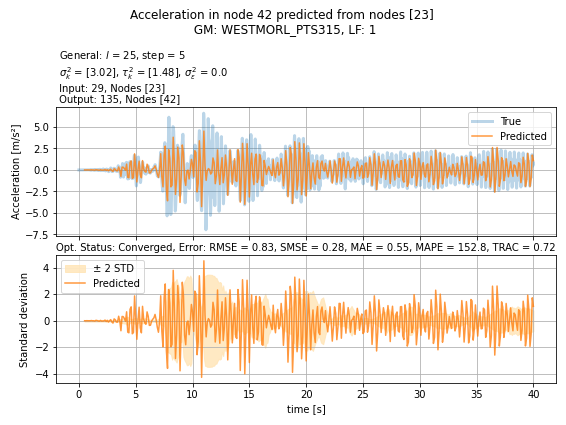 Acceleration in node 42 predicted from nodes [23]
GM: WESTMORL_PTS315, LF: 1
General: l = 25, step = 5
σ_k^2 = [3.02], τ_k^2 = [1.48], σ_ε^2 = 0.0
Input: 29, Nodes [23]
Output: 135, Nodes [42]
Acceleration [m/s²]
5.0
2.5
0.0
−2.5
−5.0
−7.5
True
Predicted
Opt. Status: Converged, Error: RMSE = 0.83, SMSE = 0.28, MAE = 0.55, MAPE = 152.8, TRAC = 0.72
Standard deviation
4
2
0
−2
−4
± 2 STD
Predicted
0 5 10 15 20 25 30 35 40
time [s]